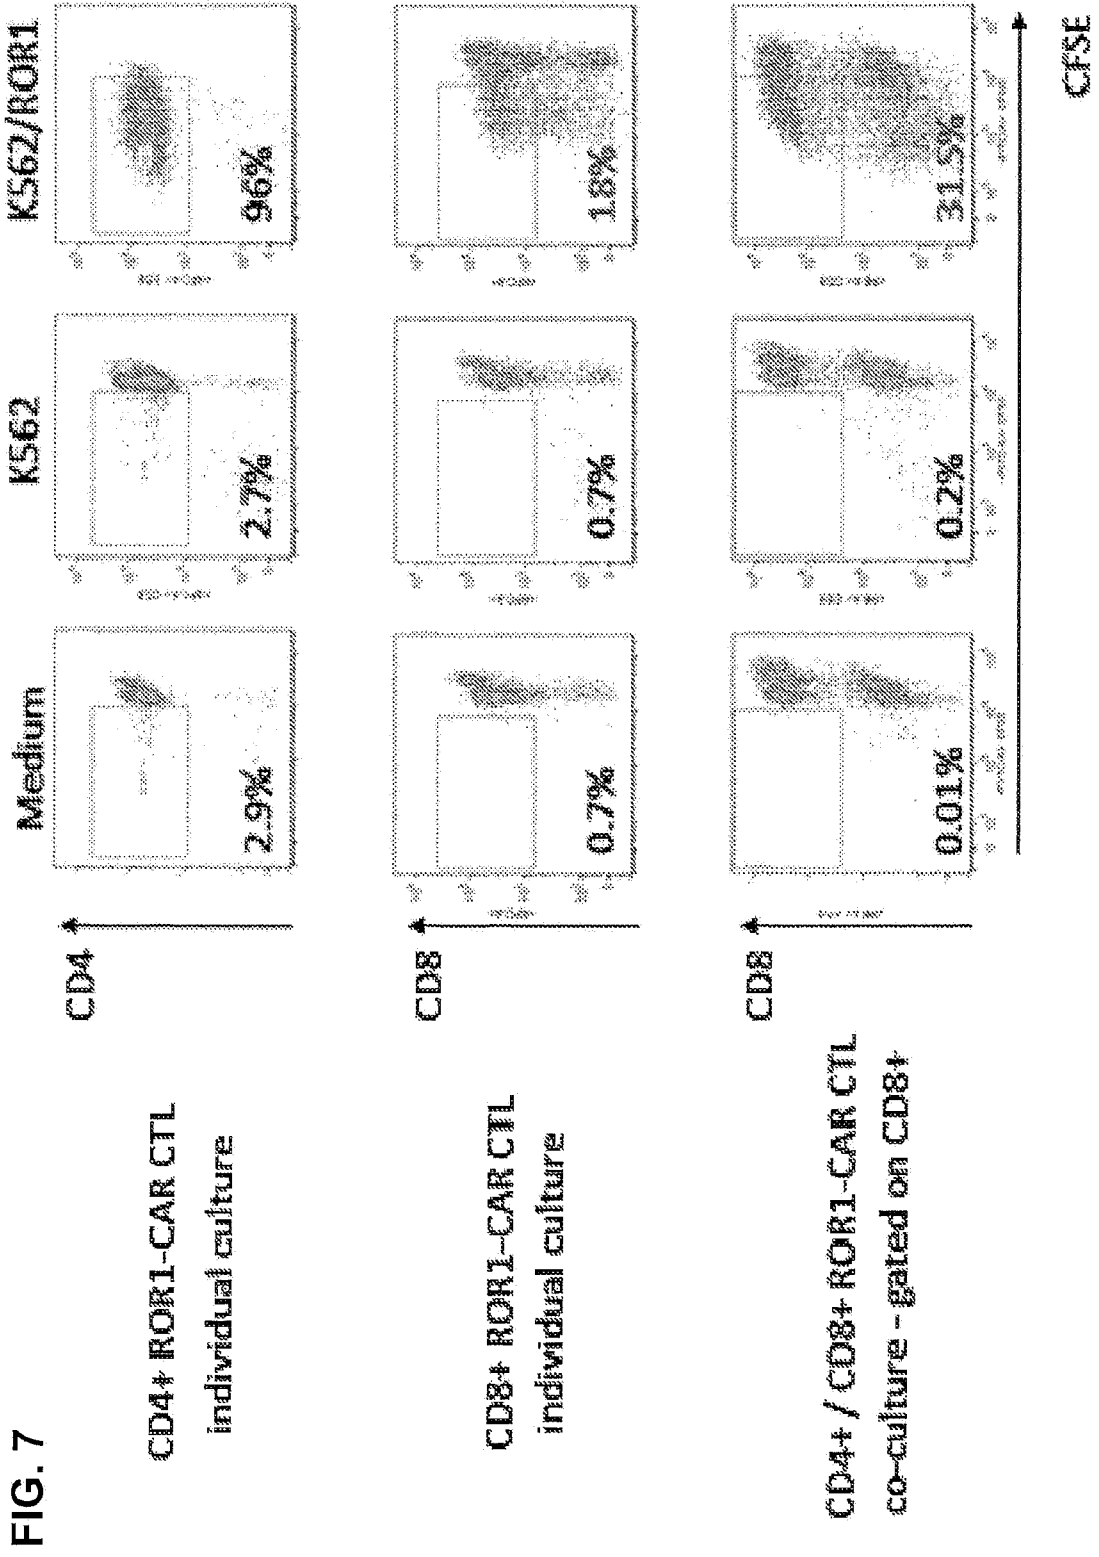 FIG. 7
Medium
K562
K562/ROR1
CD4+ ROR1-CAR CTL
individual culture
CD4
2.9%
2.7%
96%
CD8+ ROR1-CAR CTL
individual culture
CD8
0.7%
0.7%
18%
CD4+ / CD8+ ROR1-CAR CTL
co-culture - gated on CD8+
CD8
0.01%
0.2%
31.5%
CFSE